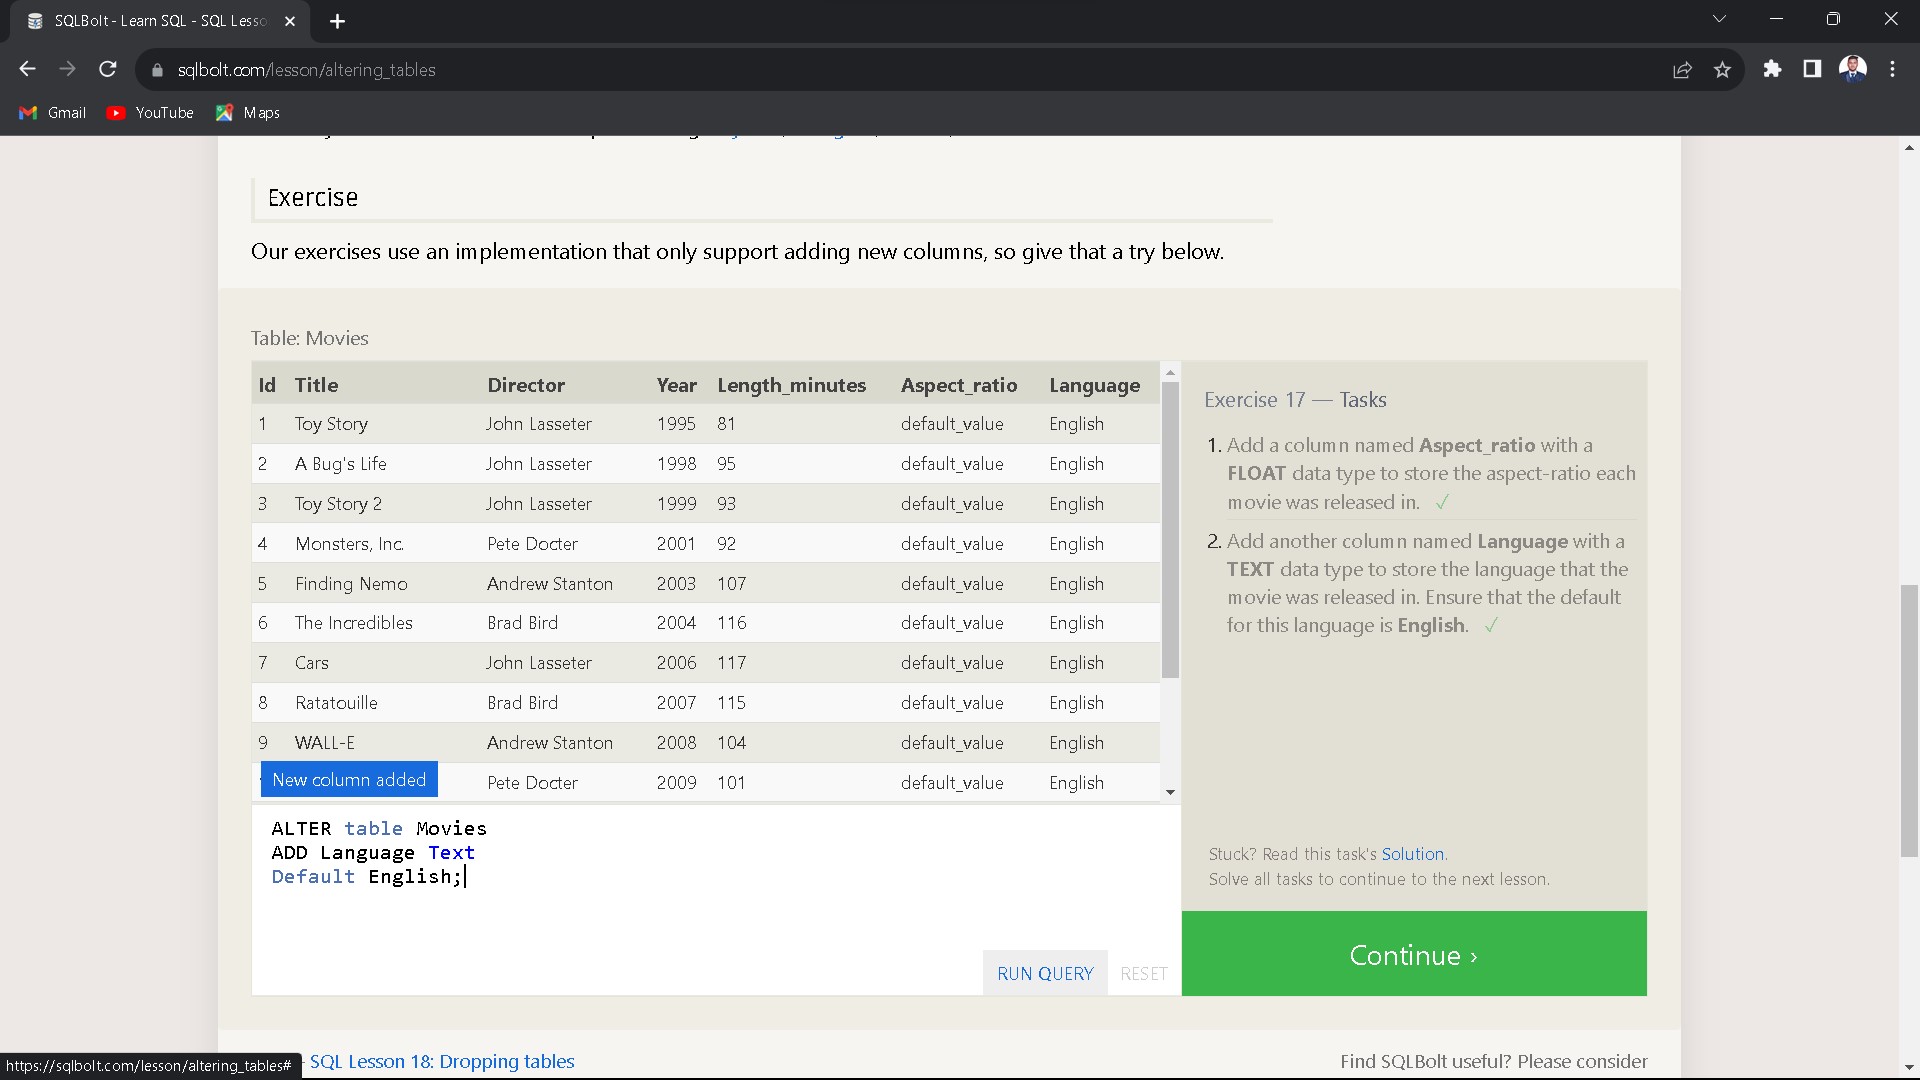 SQLBolt - Learn SQL - SQL Lesso
sqlbolt.com/lesson/altering_tables
Gmail YouTube Maps
Exercise
Our exercises use an implementation that only support adding new columns, so give that a try below.
Table: Movies
Id Title Director Year Length_minutes Aspect_ratio Language
1 Toy Story John Lasseter 1995 81 default_value English
2 A Bug's Life John Lasseter 1998 95 default_value English
3 Toy Story 2 John Lasseter 1999 93 default_value English
4 Monsters, Inc. Pete Docter 2001 92 default_value English
5 Finding Nemo Andrew Stanton 2003 107 default_value English
6 The Incredibles Brad Bird 2004 116 default_value English
7 Cars John Lasseter 2006 117 default_value English
8 Ratatouille Brad Bird 2007 115 default_value English
9 WALL-E Andrew Stanton 2008 104 default_value English
New column added Pete Docter 2009 101 default_value English
ALTER table Movies
ADD Language Text
Default English;
RUN QUERY RESET
Exercise 17 — Tasks
1. Add a column named Aspect_ratio with a
FLOAT data type to store the aspect-ratio each
movie was released in. ✓
2. Add another column named Language with a
TEXT data type to store the language that the
movie was released in. Ensure that the default
for this language is English. ✓
Stuck? Read this task's Solution.
Solve all tasks to continue to the next lesson.
Continue ›
SQL Lesson 18: Dropping tables
Find SQLBolt useful? Please consider
https://sqlbolt.com/lesson/altering_tables#